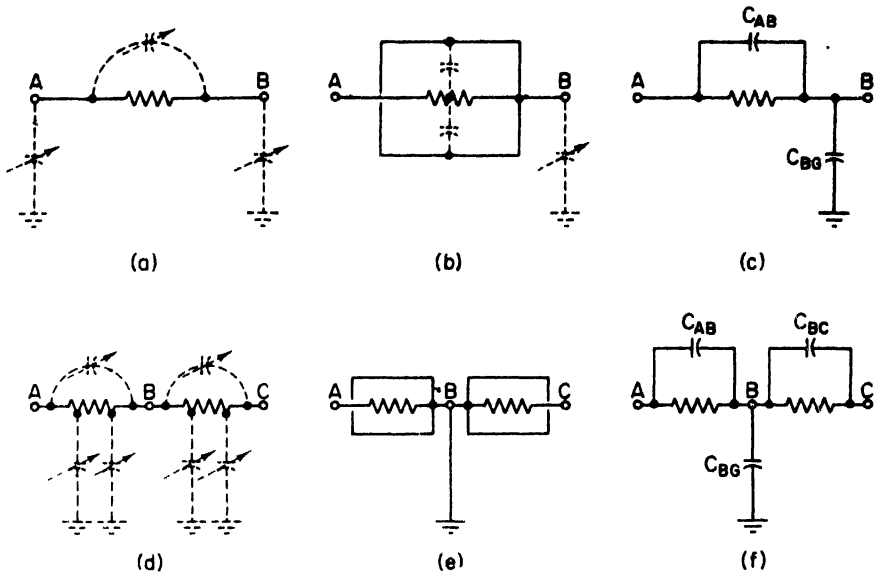 C_AB
A B A B A B
C_BG
(a) (b) (c)
C_AB C_BC
A B C A B C A B C
C_BG
(d) (e) (f)